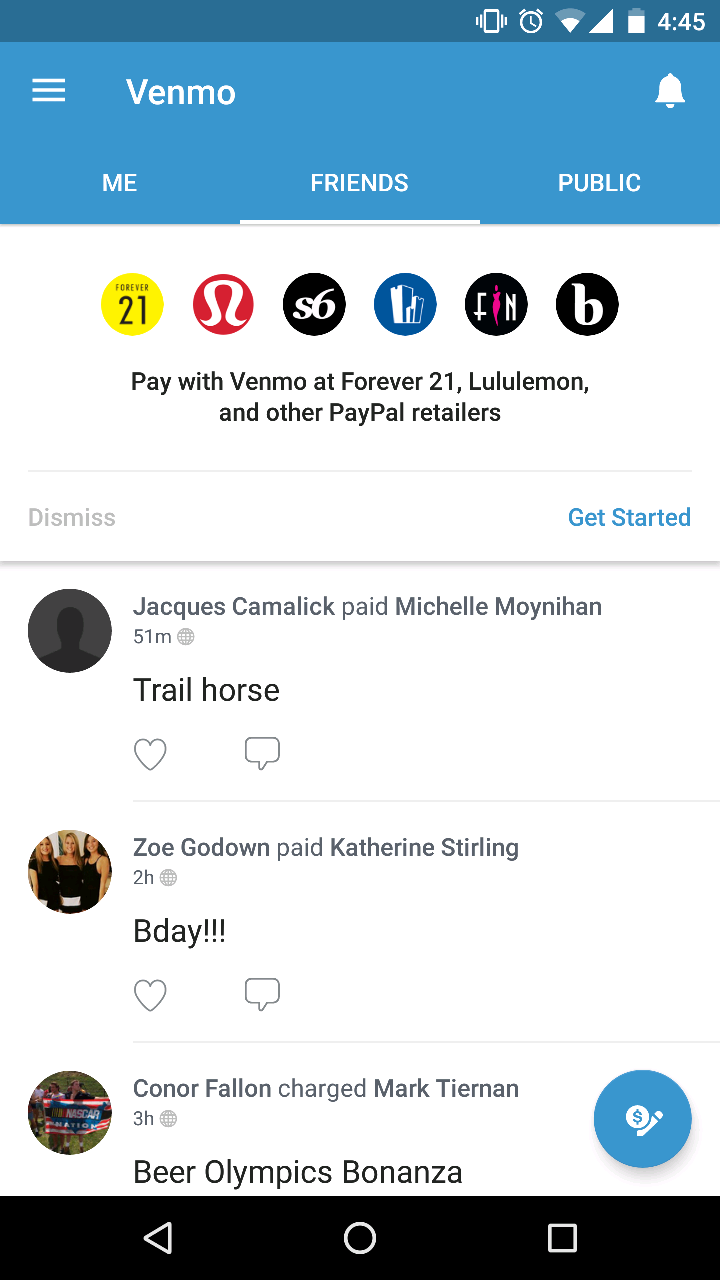 4:45
Venmo
ME FRIENDS PUBLIC
FOREVER
21
s6
FIN
b
Pay with Venmo at Forever 21, Lululemon,
and other PayPal retailers
Dismiss Get Started
Jacques Camalick paid Michelle Moynihan
51m
Trail horse
Zoe Godown paid Katherine Stirling
2h
Bday!!!
Conor Fallon charged Mark Tiernan
3h
NASCAR
NATION
$
Beer Olympics Bonanza